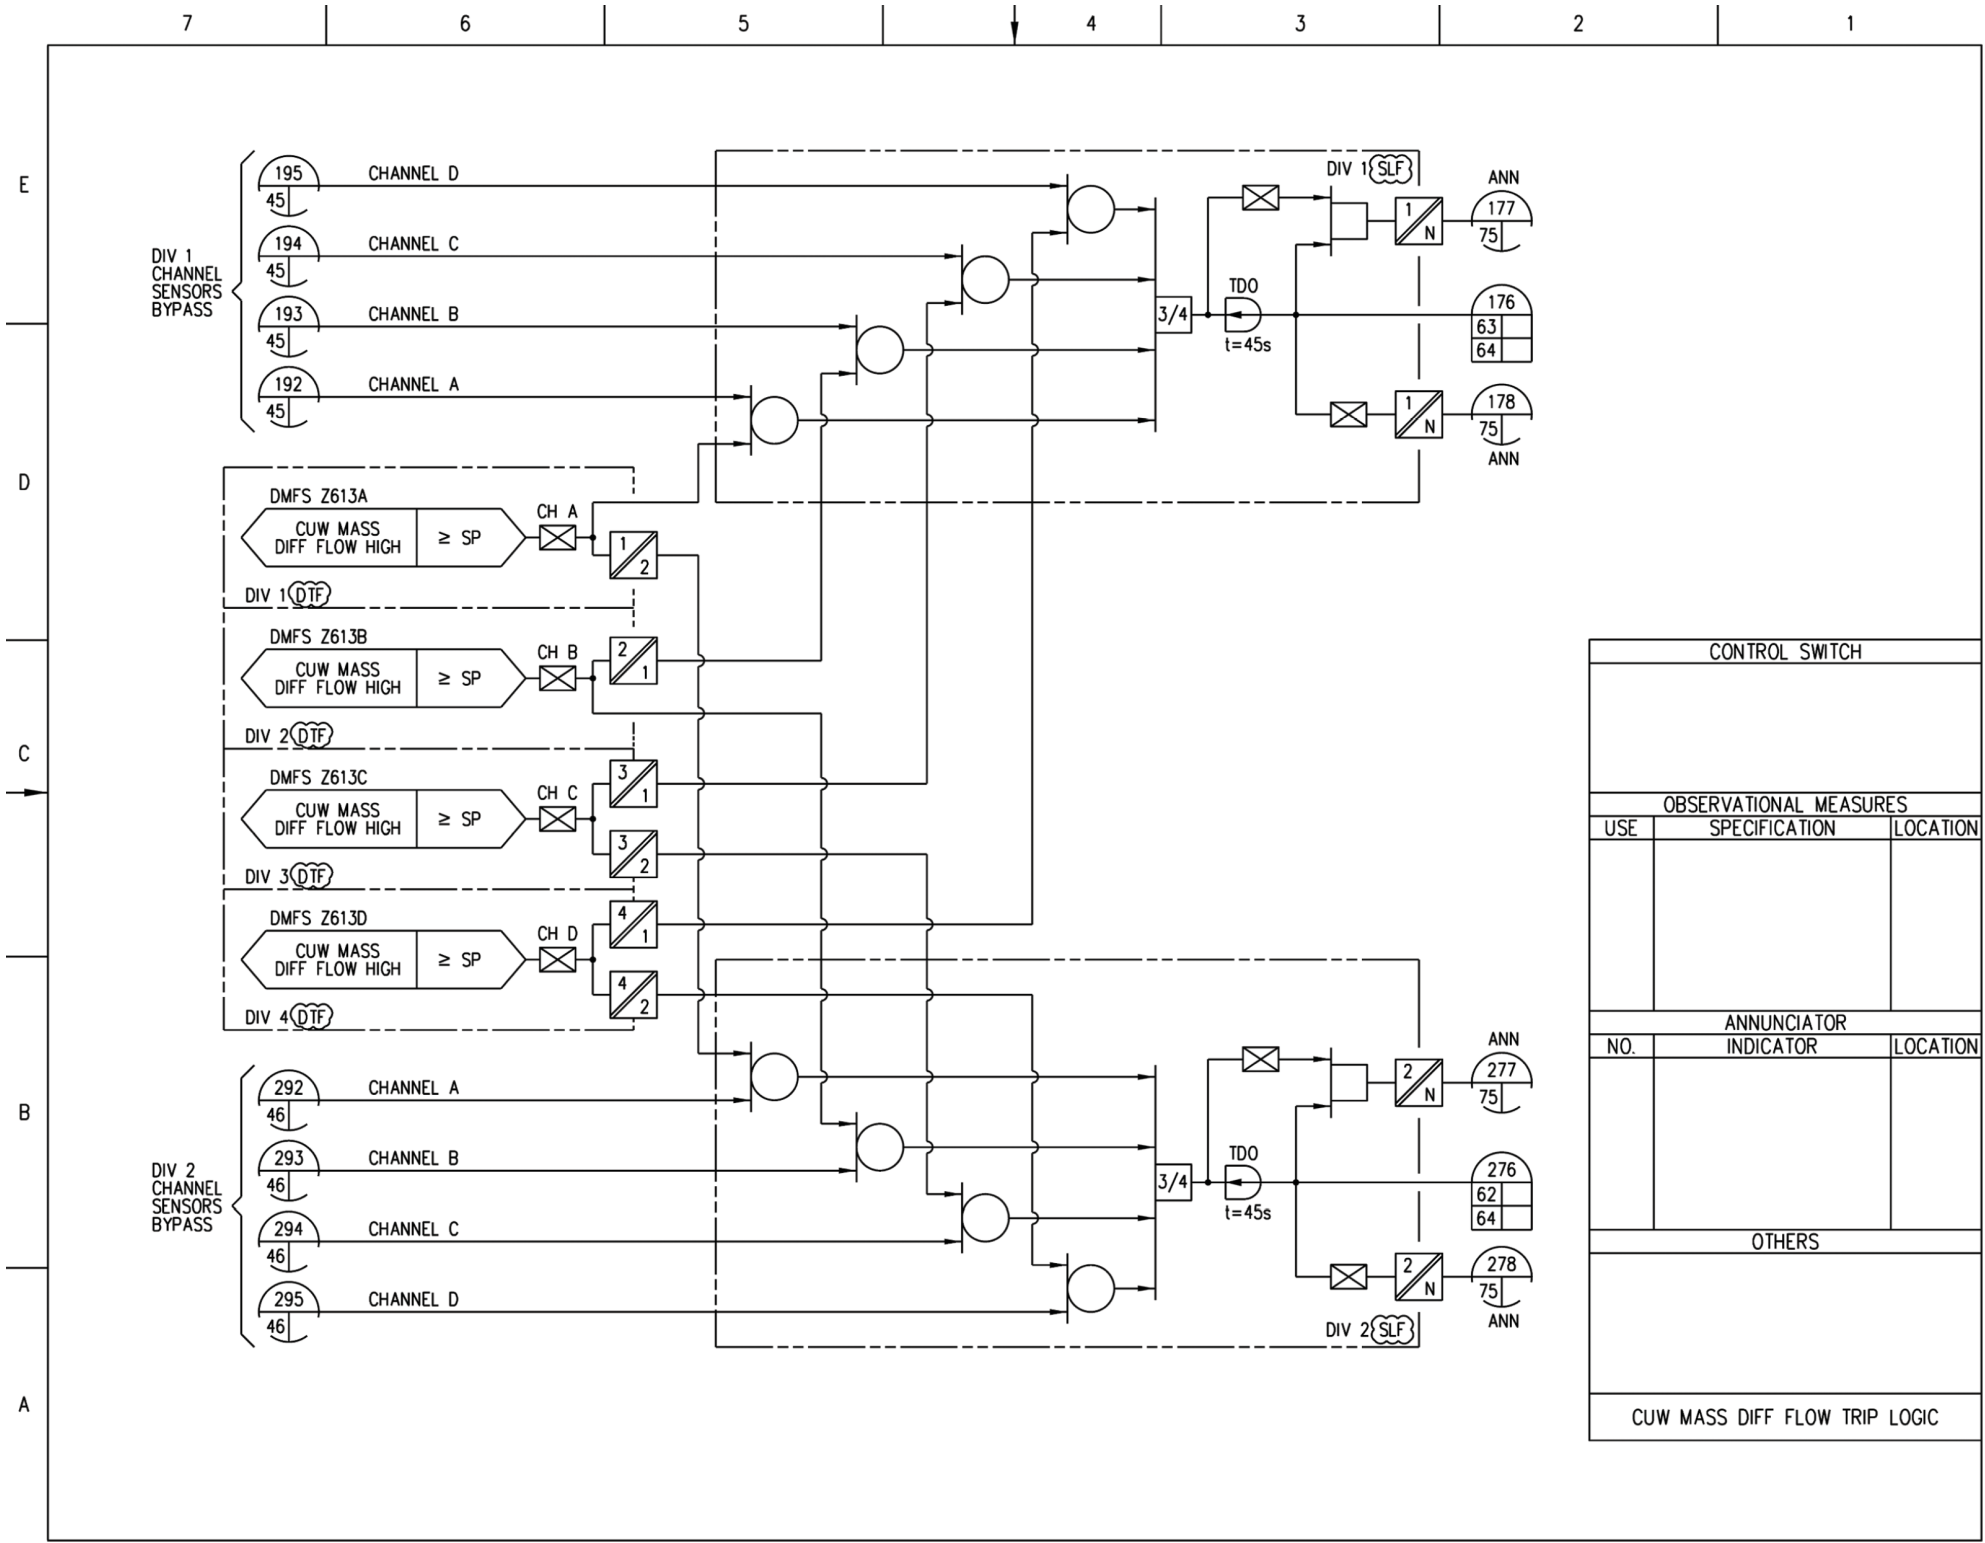 7 6 5 4 3 2 1
E
D
C
B
A
DIV 1
CHANNEL
SENSORS
BYPASS
195
45
CHANNEL D
194
45
CHANNEL C
193
45
CHANNEL B
192
45
CHANNEL A
DIV 1 SLF
3/4
TDO
t=45s
1
N
ANN
177
75
176
63
64
1
N
178
75
ANN
DMFS Z613A
CUW MASS
DIFF FLOW HIGH
≥ SP
CH A
1
2
DIV 1 DTF
DMFS Z613B
CUW MASS
DIFF FLOW HIGH
≥ SP
CH B
2
1
DIV 2 DTF
DMFS Z613C
CUW MASS
DIFF FLOW HIGH
≥ SP
CH C
3
1
3
2
DIV 3 DTF
DMFS Z613D
CUW MASS
DIFF FLOW HIGH
≥ SP
CH D
4
1
4
2
DIV 4 DTF
DIV 2
CHANNEL
SENSORS
BYPASS
292
46
CHANNEL A
293
46
CHANNEL B
294
46
CHANNEL C
295
46
CHANNEL D
3/4
TDO
t=45s
2
N
ANN
277
75
276
62
64
2
N
278
75
ANN
DIV 2 SLF
CONTROL SWITCH
OBSERVATIONAL MEASURES
USE SPECIFICATION LOCATION
ANNUNCIATOR
NO. INDICATOR LOCATION
OTHERS
CUW MASS DIFF FLOW TRIP LOGIC